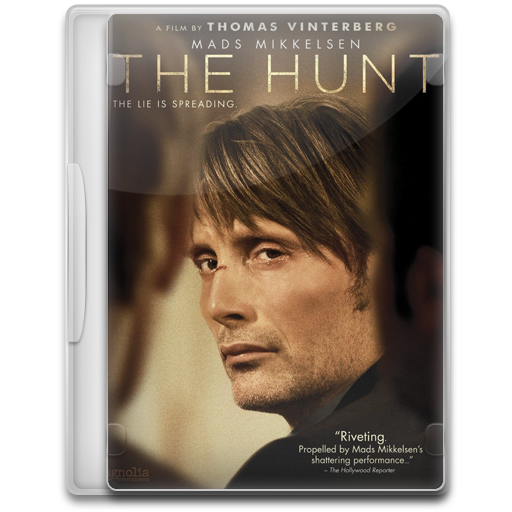 A FILM BY THOMAS VINTERBERG
MADS MIKKELSEN
THE HUNT
THE LIE IS SPREADING.
“Riveting.
Propelled by Mads Mikkelsen's
shattering performance...”
– The Hollywood Reporter
gnolia